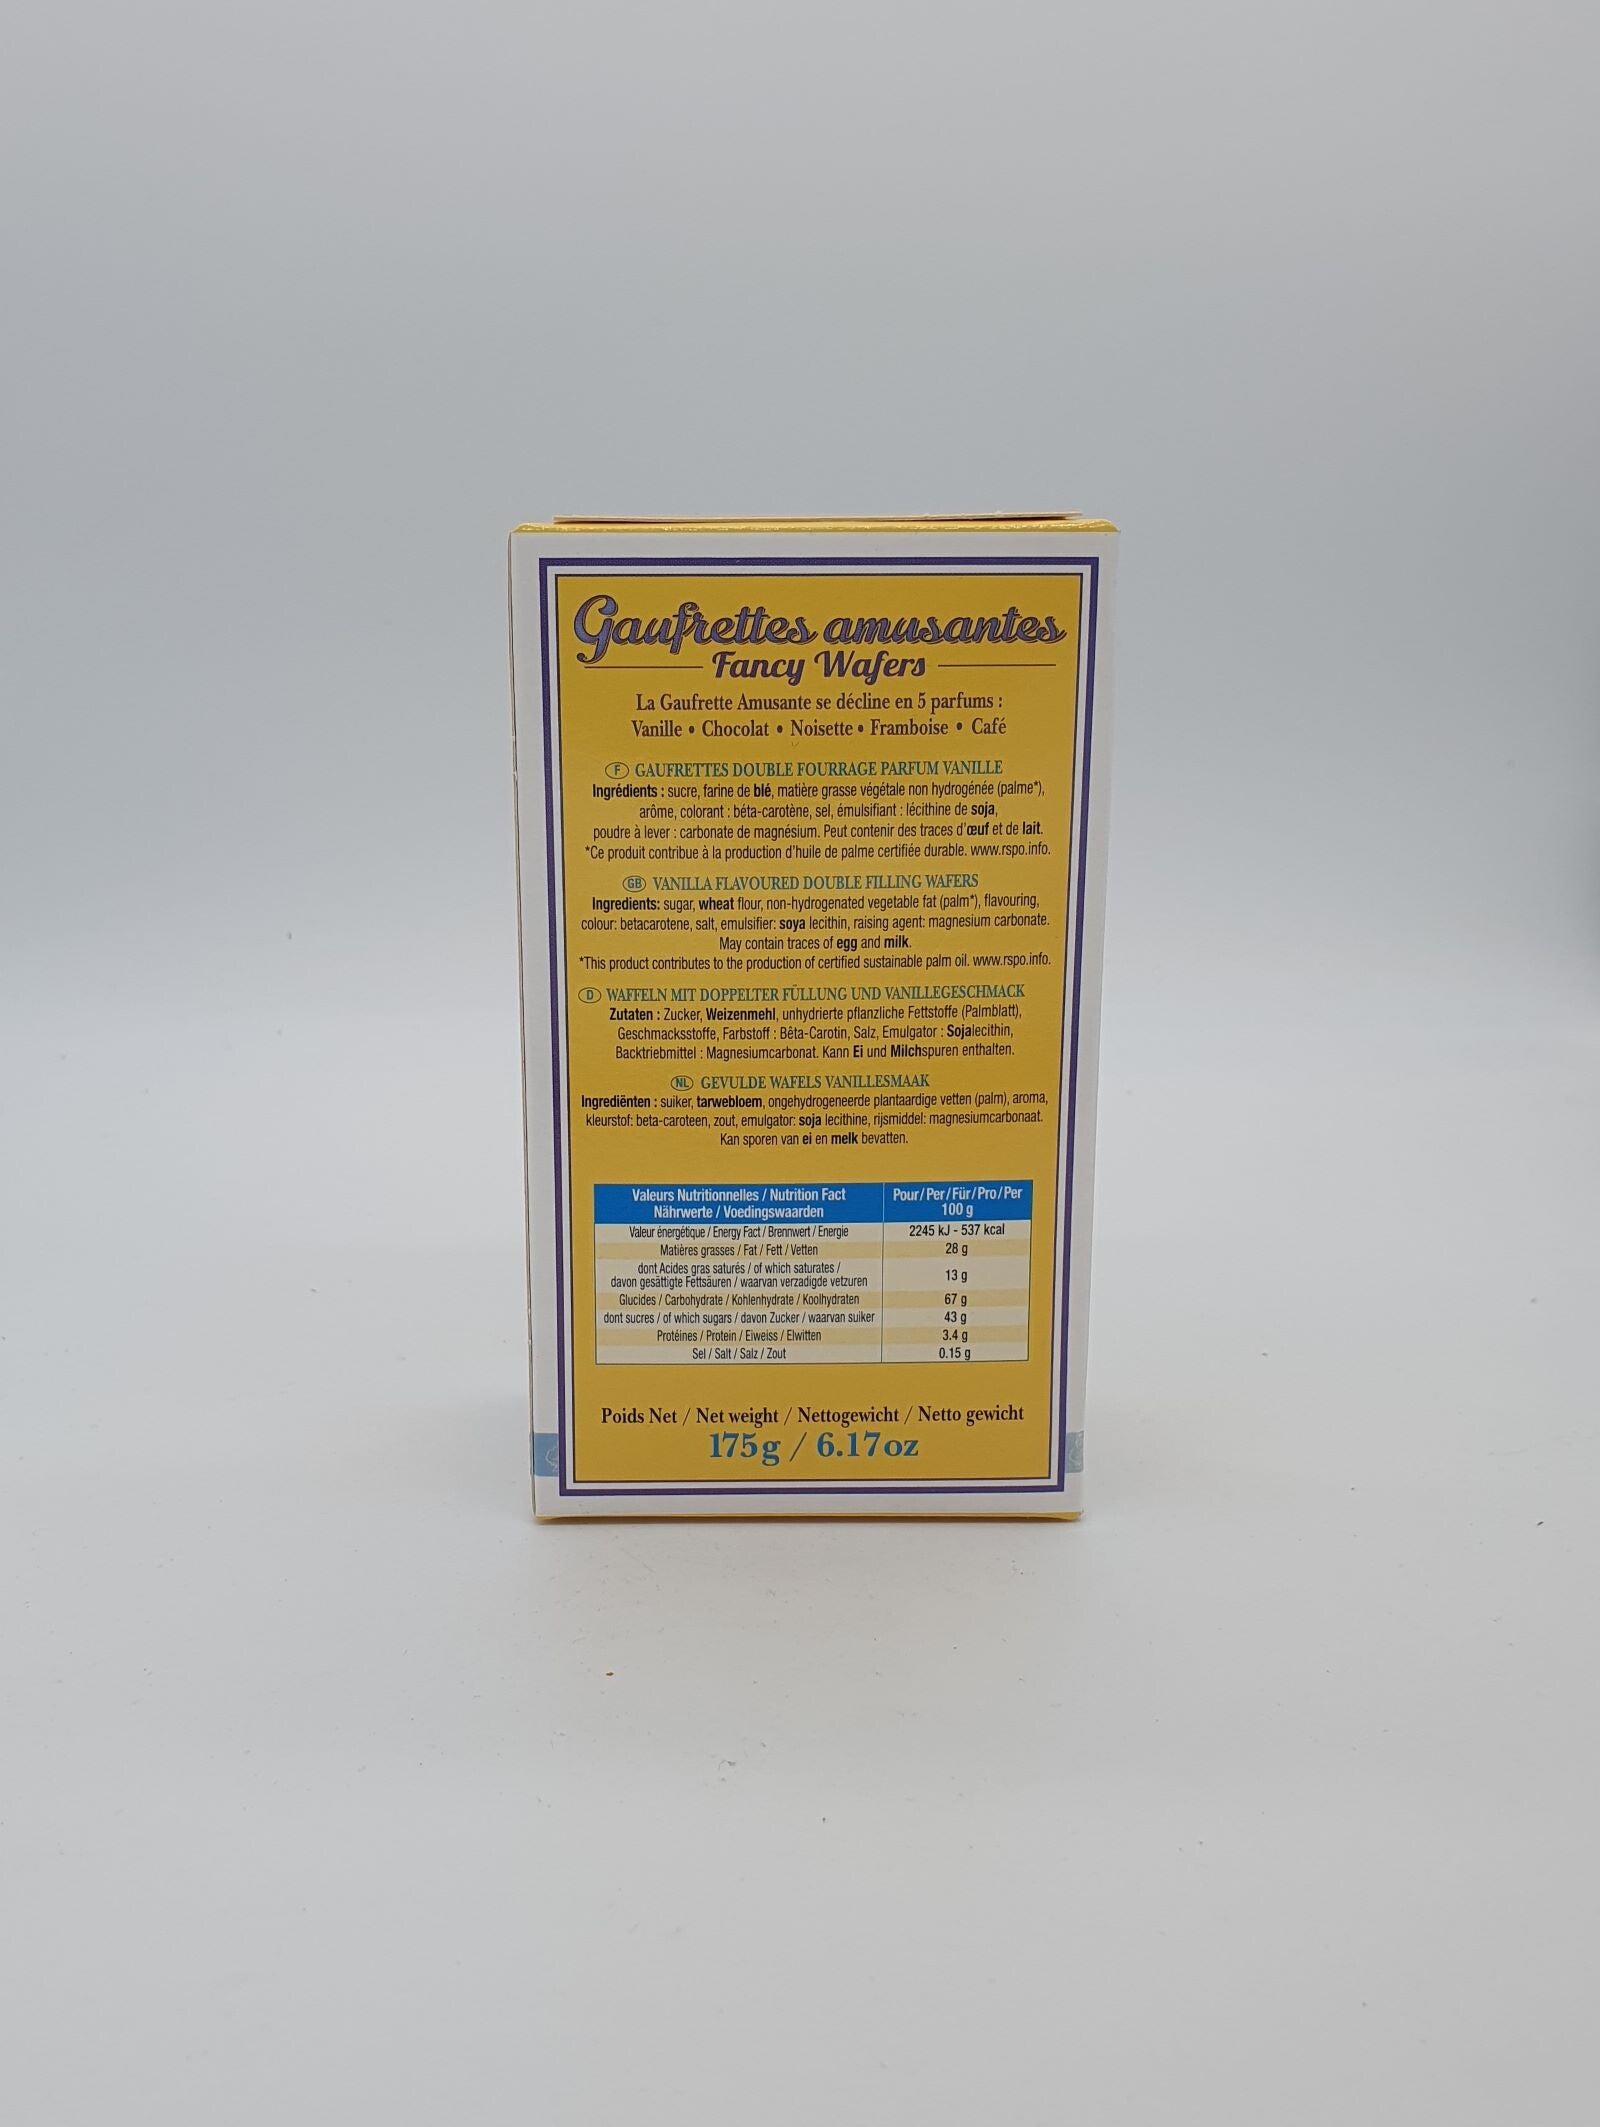 Gaufrettes amusantes
Fancy Wafers
La Gaufrette Amusante se décline en 5 parfums :
Vanille • Chocolat • Noisette • Framboise • Café
F GAUFRETTES DOUBLE FOURRAGE PARFUM VANILLE
Ingrédients : sucre, farine de blé, matière grasse végétale non hydrogénée (palme*),
arôme, colorant : béta-carotène, sel, émulsifiant : lécithine de soja,
poudre à lever : carbonate de magnésium. Peut contenir des traces d'œuf et de lait.
*Ce produit contribue à la production d'huile de palme certifiée durable. www.rspo.info.
GB VANILLA FLAVOURED DOUBLE FILLING WAFERS
Ingredients: sugar, wheat flour, non-hydrogenated vegetable fat (palm*), flavouring,
colour: betacarotene, salt, emulsifier: soya lecithin, raising agent: magnesium carbonate.
May contain traces of egg and milk.
*This product contributes to the production of certified sustainable palm oil. www.rspo.info.
D WAFFELN MIT DOPPELTER FÜLLUNG UND VANILLEGESCHMACK
Zutaten : Zucker, Weizenmehl, unhydrierte pflanzliche Fettstoffe (Palmblatt),
Geschmacksstoffe, Farbstoff : Bêta-Carotin, Salz, Emulgator : Sojalecithin,
Backtriebmittel : Magnesiumcarbonat. Kann Ei und Milchspuren enthalten.
NL GEVULDE WAFELS VANILLESMAAK
Ingrediënten : suiker, tarwebloem, ongehydrogeneerde plantaardige vetten (palm), aroma,
kleurstof: beta-caroteen, zout, emulgator: soja lecithine, rijsmiddel: magnesiumcarbonaat.
Kan sporen van ei en melk bevatten.
Valeurs Nutritionnelles / Nutrition Fact
Nährwerte / Voedingswaarden
Pour / Per / Für / Pro / Per
100 g
Valeur énergétique / Energy Fact / Brennwert / Energie 2245 kJ - 537 kcal
Matières grasses / Fat / Fett / Vetten 28 g
dont Acides gras saturés / of which saturates /
davon gesättigte Fettsäuren / waarvan verzadigde vetzuren 13 g
Glucides / Carbohydrate / Kohlenhydrate / Koolhydraten 67 g
dont sucres / of which sugars / davon Zucker / waarvan suiker 43 g
Protéines / Protein / Eiweiss / Elwitten 3.4 g
Sel / Salt / Salz / Zout 0.15 g
Poids Net / Net weight / Nettogewicht / Netto gewicht
175g / 6.17oz